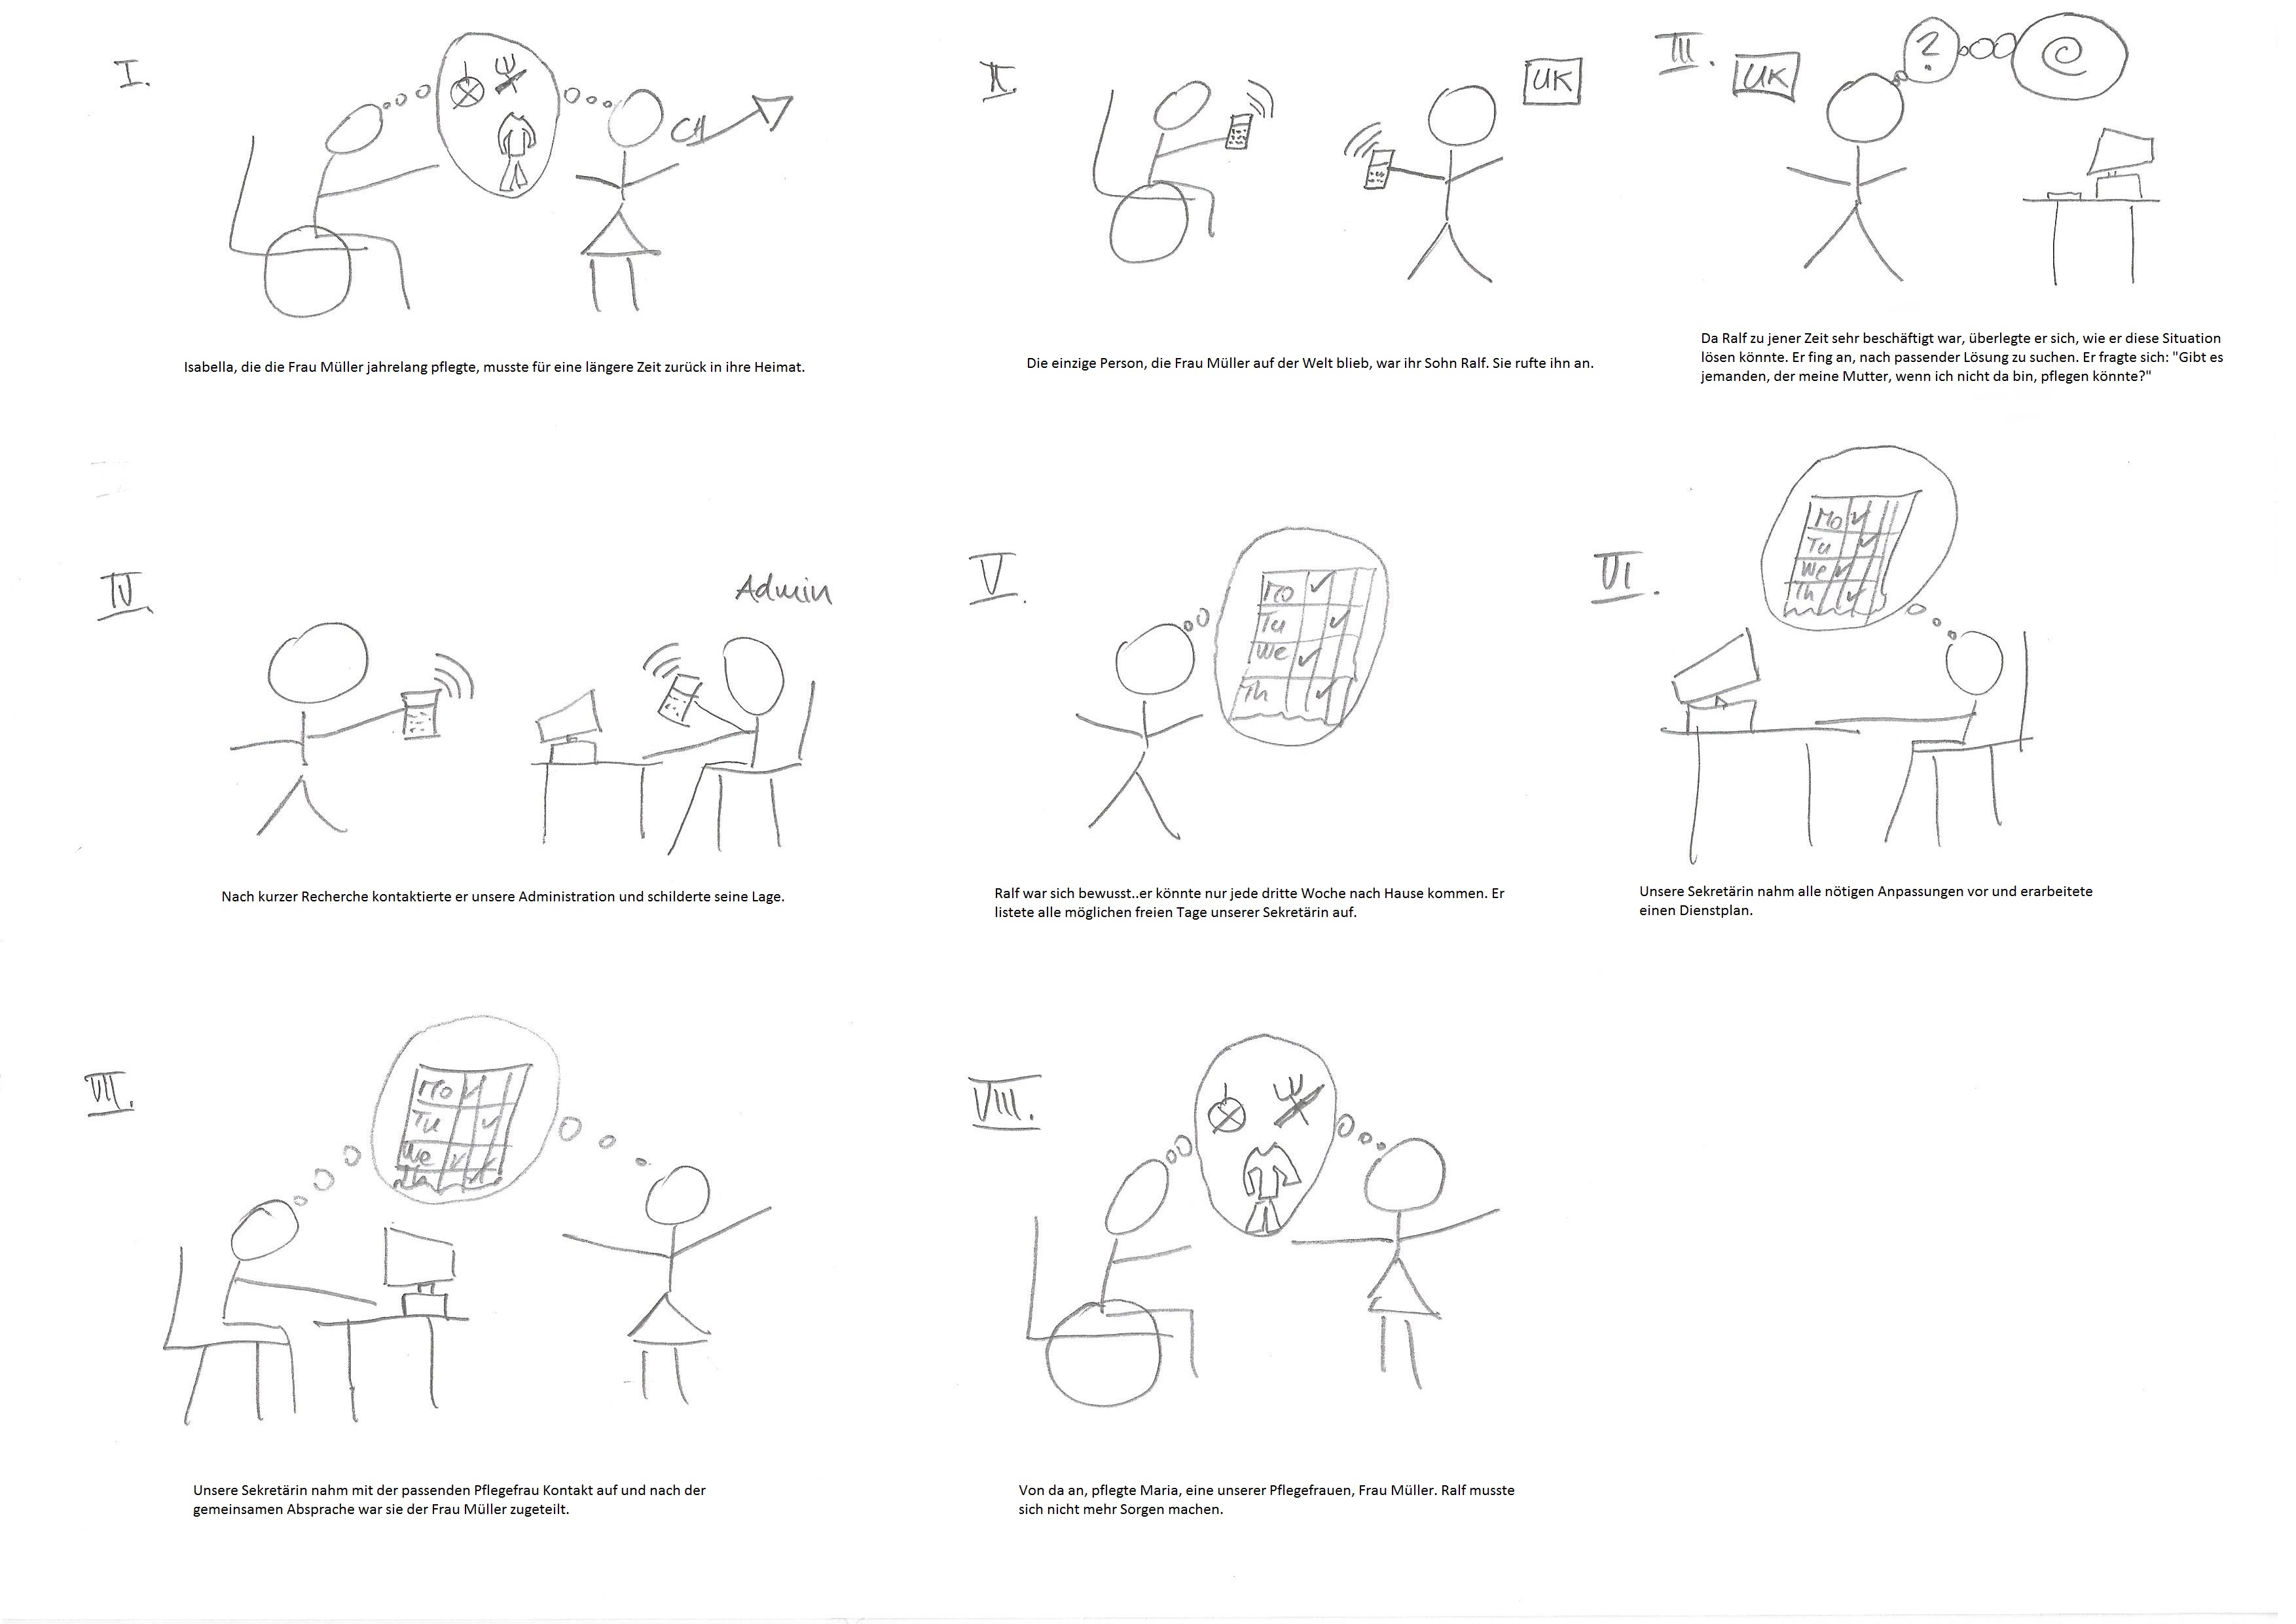 I.
CH
Isabella, die die Frau Müller jahrelang pflegte, musste für eine längere Zeit zurück in ihre Heimat.
II.
UK
Die einzige Person, die Frau Müller auf der Welt blieb, war ihr Sohn Ralf. Sie rufte ihn an.
III.
UK
?
Da Ralf zu jener Zeit sehr beschäftigt war, überlegte er sich, wie er diese Situation
lösen könnte. Er fing an, nach passender Lösung zu suchen. Er fragte sich: "Gibt es
jemanden, der meine Mutter, wenn ich nicht da bin, pflegen könnte?"
IV.
Admin
Nach kurzer Recherche kontaktierte er unsere Administration und schilderte seine Lage.
V.
Mo
Tu
We
Th
Ralf war sich bewusst..er könnte nur jede dritte Woche nach Hause kommen. Er
listete alle möglichen freien Tage unserer Sekretärin auf.
VI.
Mo
Tu
We
Th
Unsere Sekretärin nahm alle nötigen Anpassungen vor und erarbeitete
einen Dienstplan.
VII.
Mo
Tu
We
Unsere Sekretärin nahm mit der passenden Pflegefrau Kontakt auf und nach der
gemeinsamen Absprache war sie der Frau Müller zugeteilt.
VIII.
Von da an, pflegte Maria, eine unserer Pflegefrauen, Frau Müller. Ralf musste
sich nicht mehr Sorgen machen.